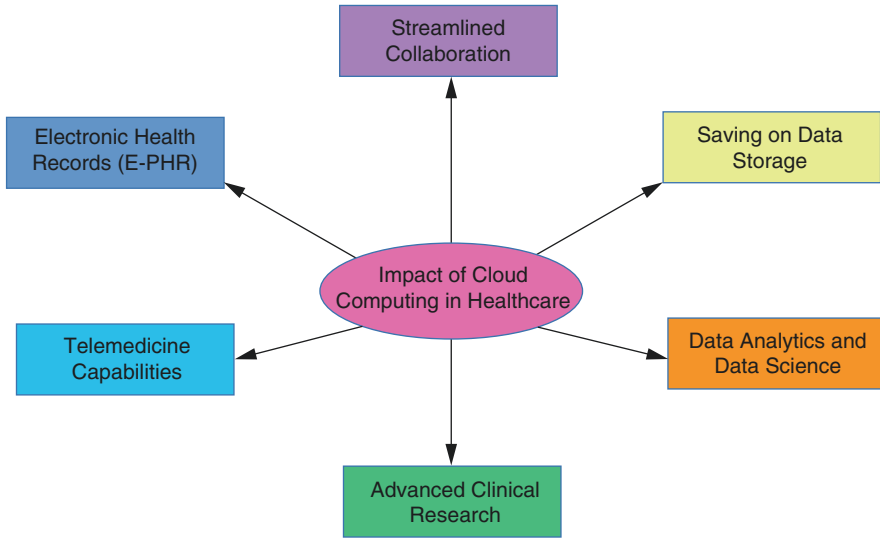 Streamlined
Collaboration
Electronic Health
Records (E-PHR)
Saving on Data
Storage
Impact of Cloud
Computing in Healthcare
Telemedicine
Capabilities
Data Analytics and
Data Science
Advanced Clinical
Research